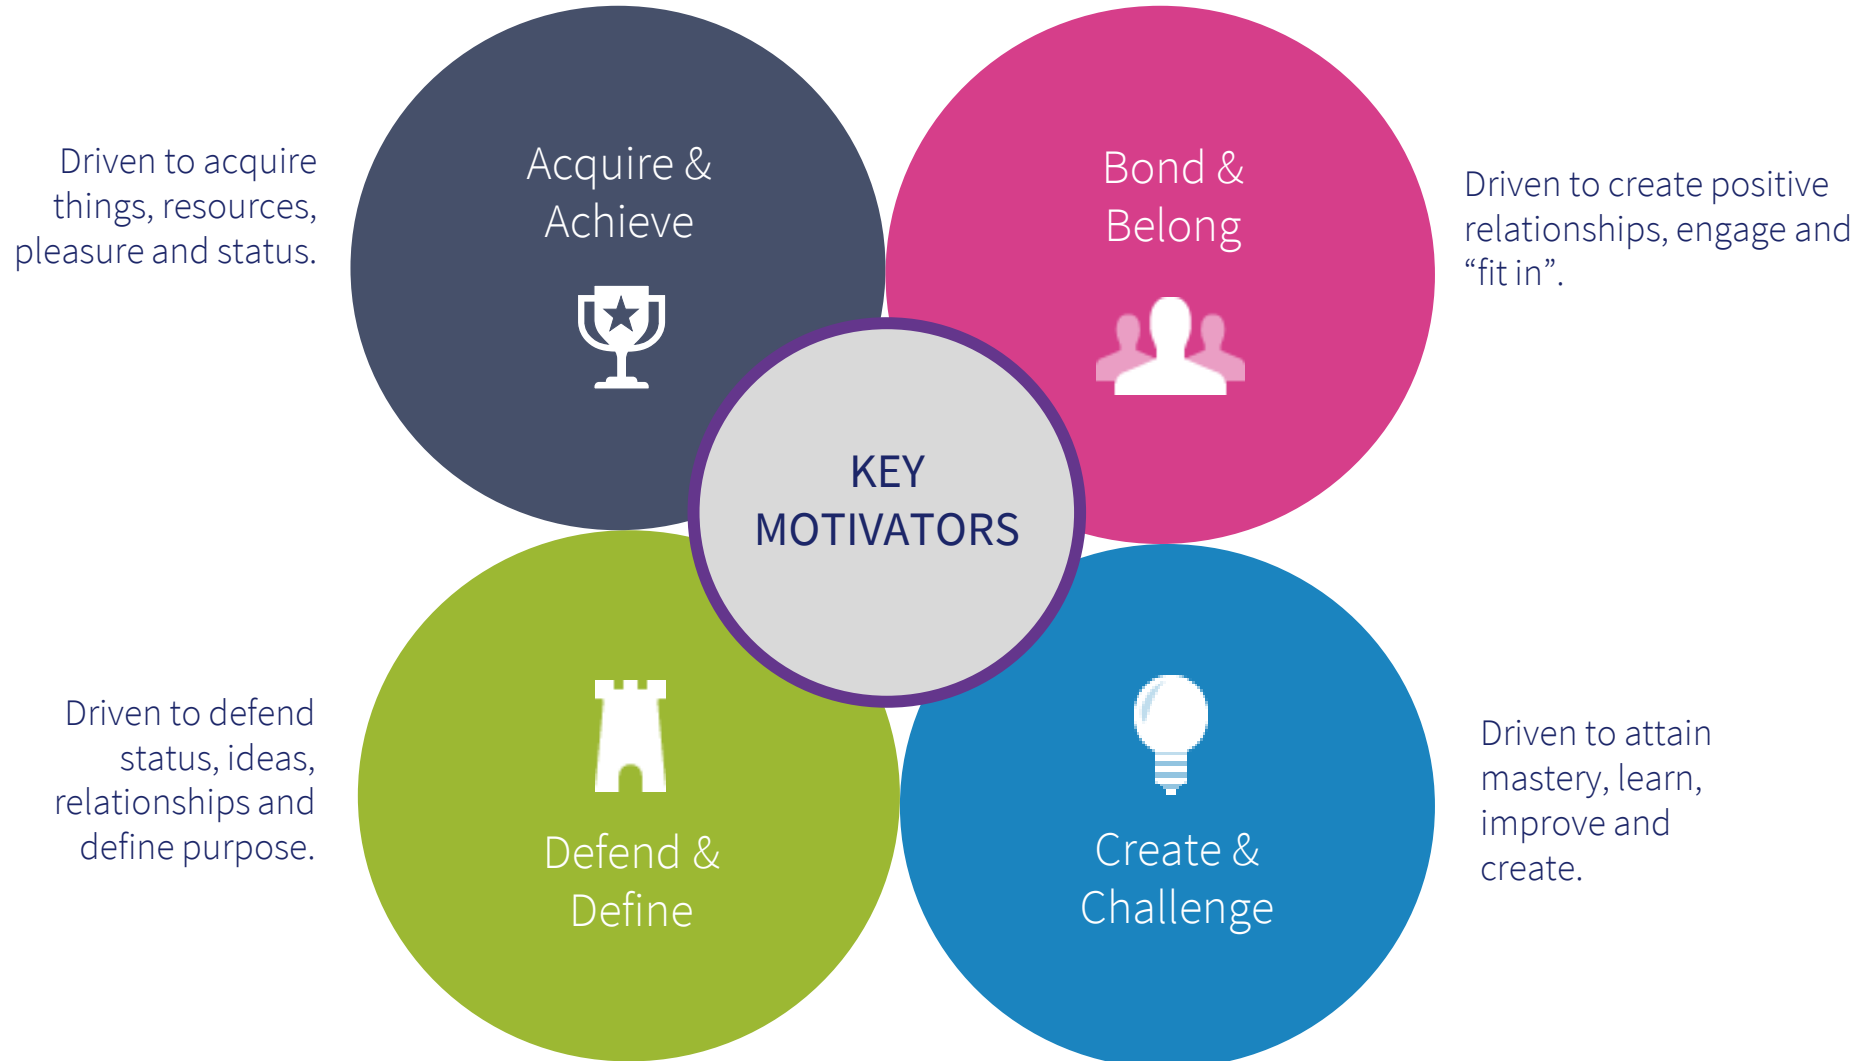 Driven to acquire
things, resources,
pleasure and status.
Acquire &
Achieve
Bond &
Belong
Driven to create positive
relationships, engage and
“fit in”.
KEY
MOTIVATORS
Driven to defend
status, ideas,
relationships and
define purpose.
Defend &
Define
Create &
Challenge
Driven to attain
mastery, learn,
improve and
create.